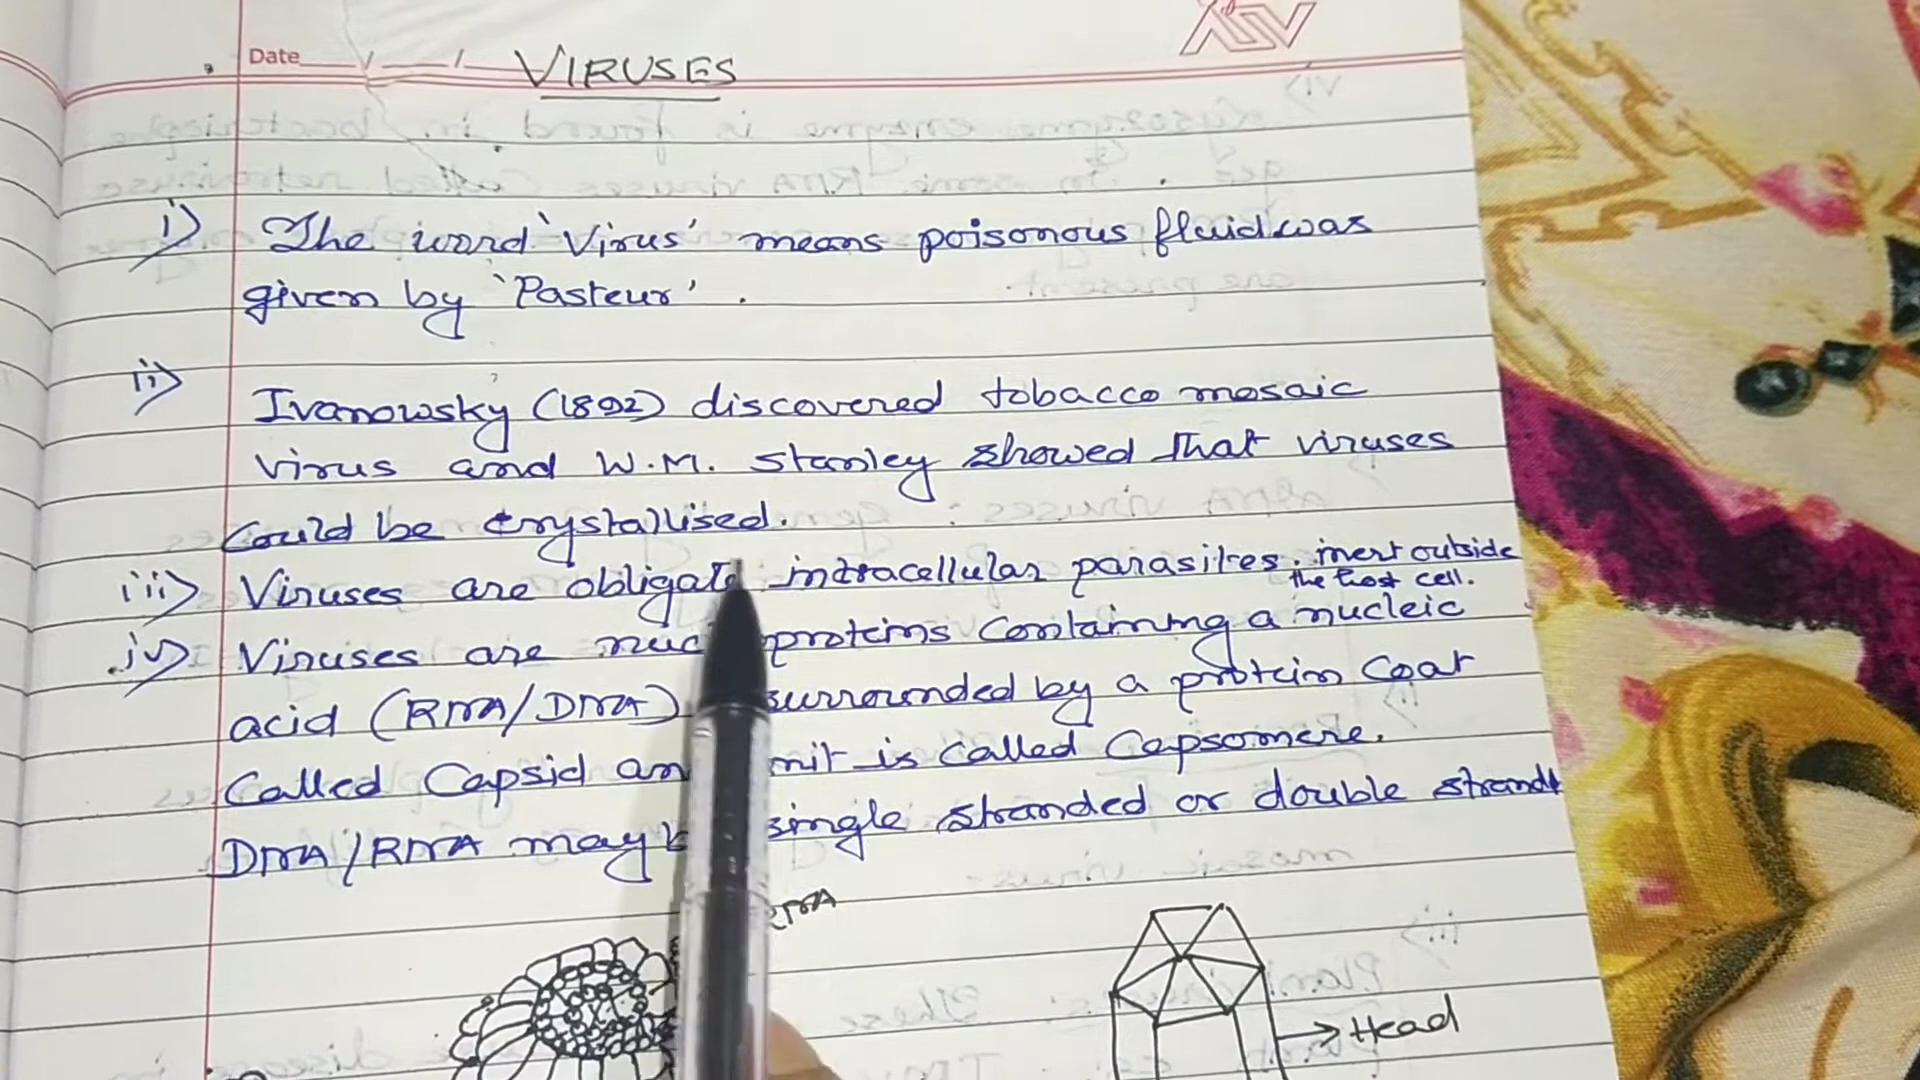 Date
VIRUSES
i) The word 'Virus' means poisonous fluid was
given by 'Pasteur'.
ii) Ivanowsky (1892) discovered tobacco mosaic
virus and W.M. Stanley showed that viruses
Could be crystallised.
iii) Viruses are obligate intracellular parasites. inert outside
the host cell.
iv) Viruses are proteins containing a nucleic
acid (RNA/DNA) surrounded by a protein Coat
Called Capsid an is called Capsomere.
DNA/RNA may single stranded or double strand
RNA
Head